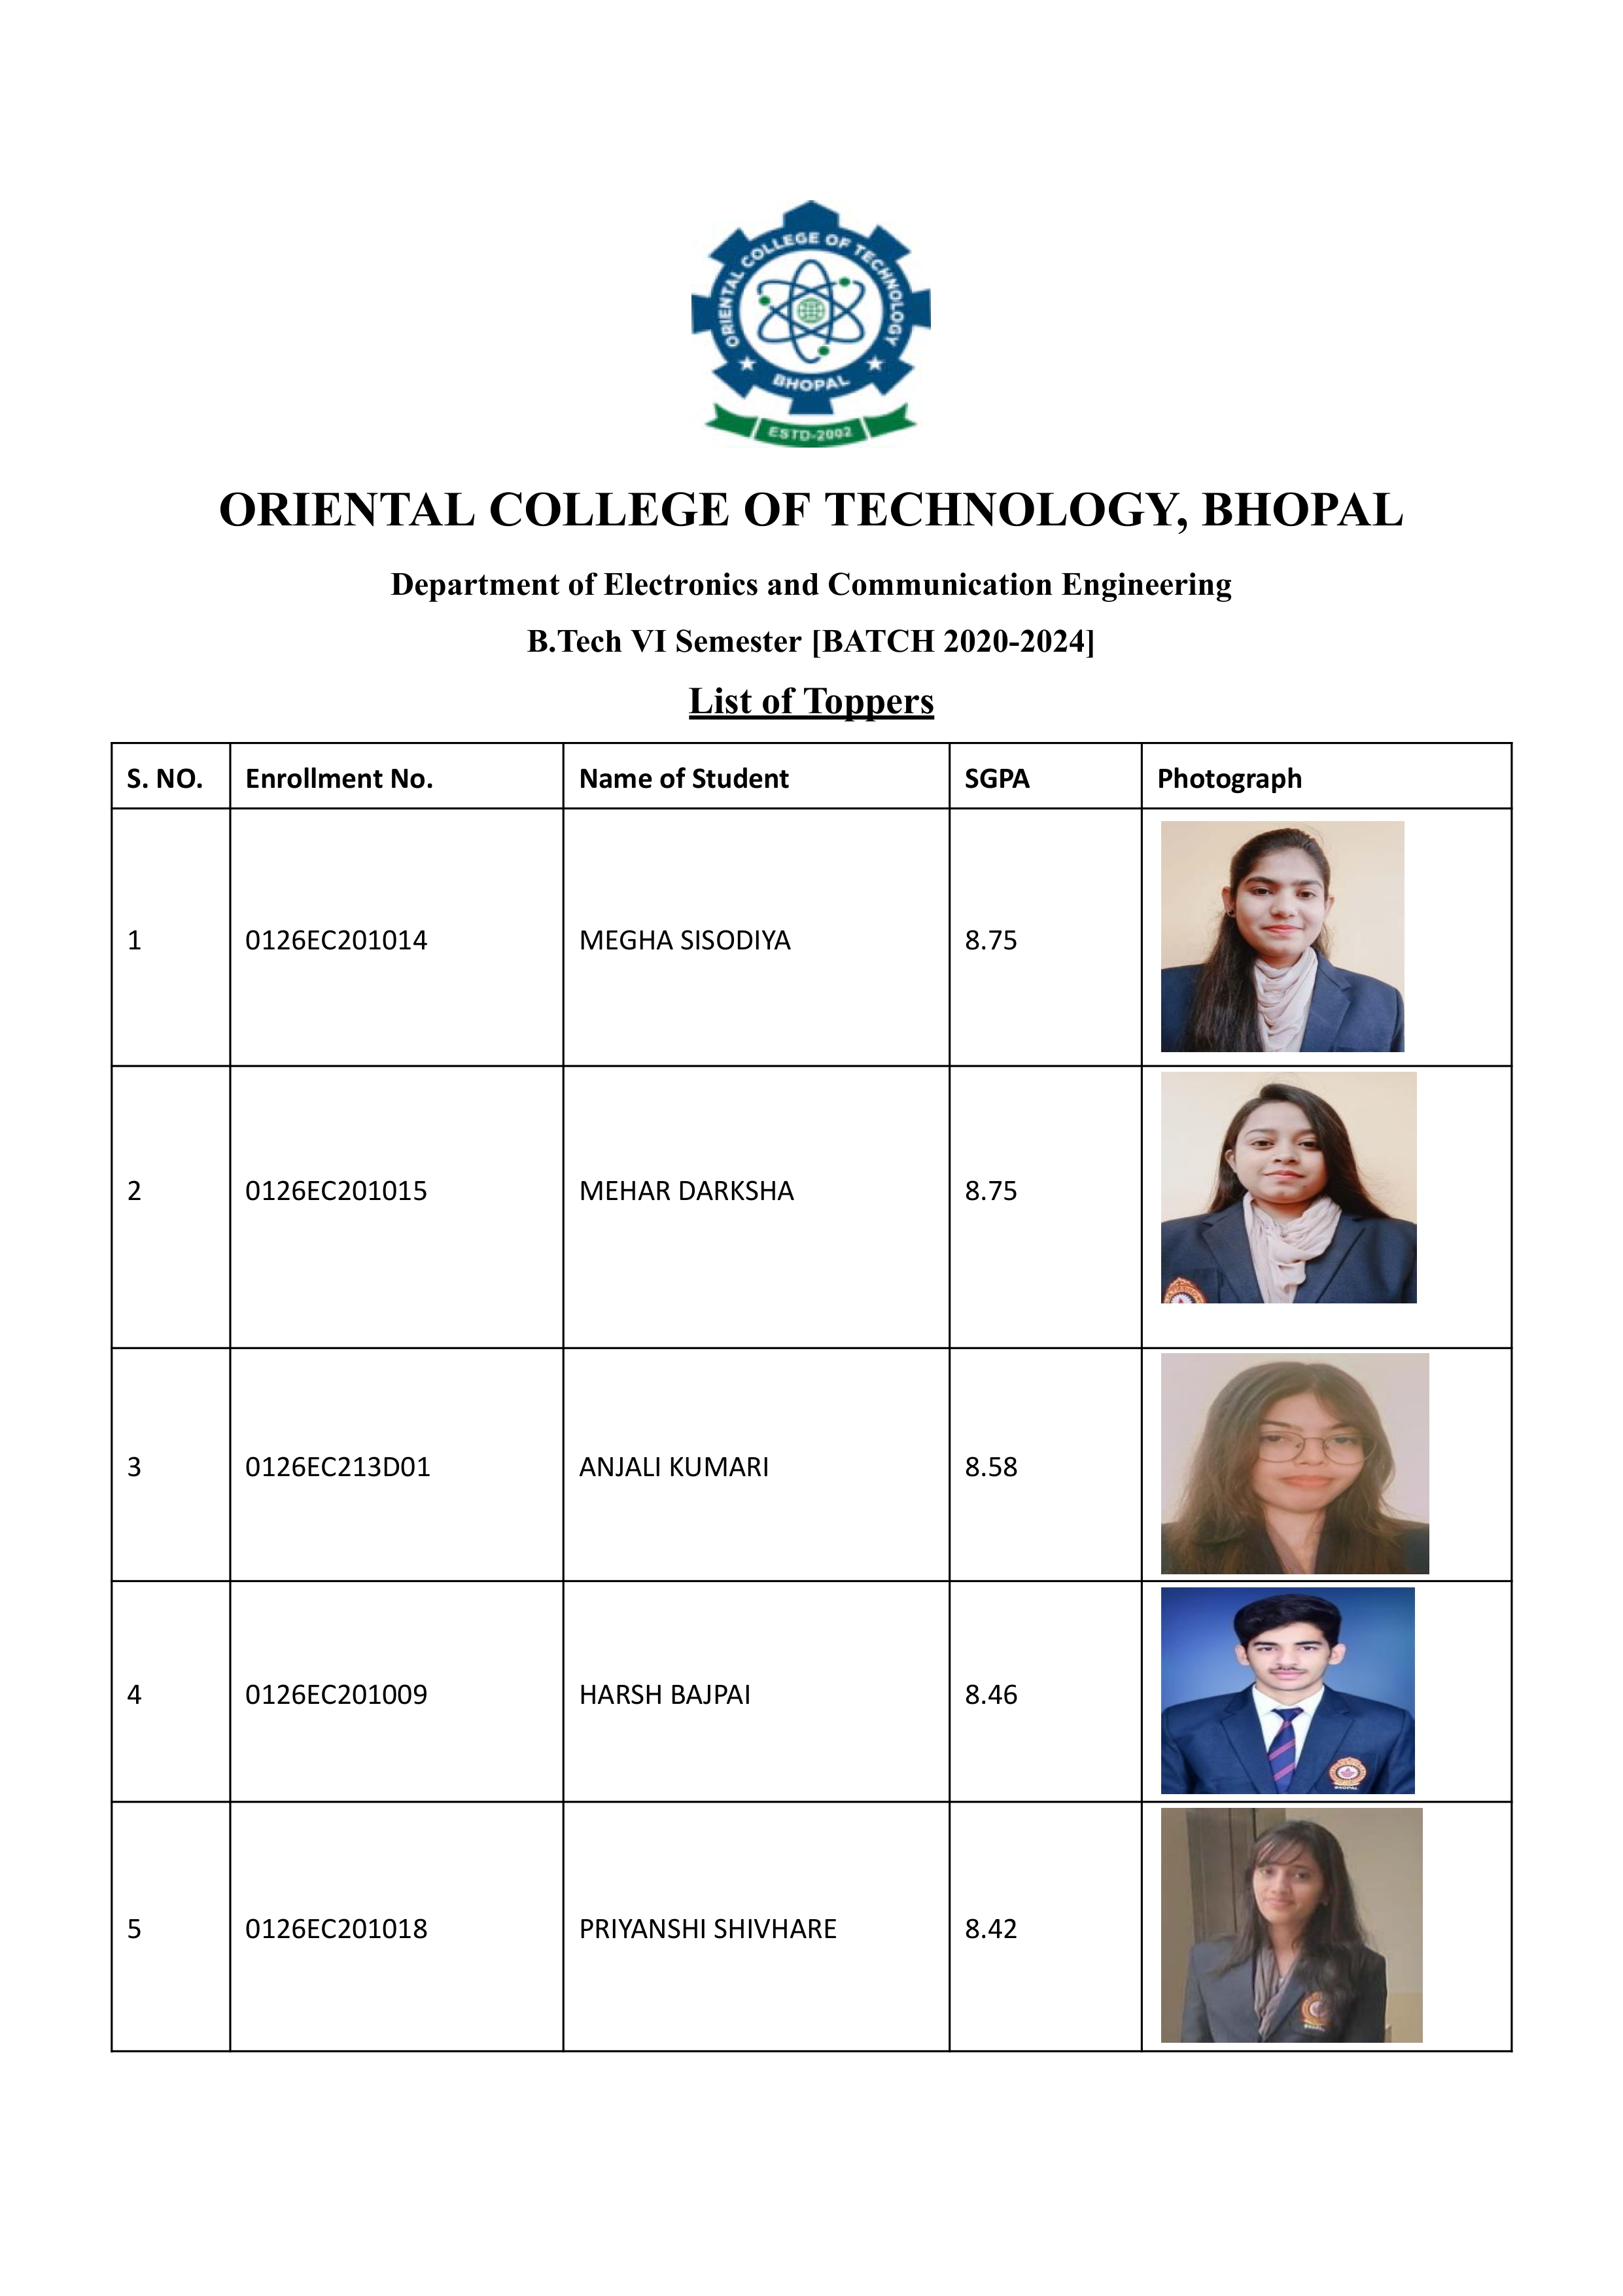 ORIENTAL COLLEGE OF TECHNOLOGY
BHOPAL
ESTD-2002
ORIENTAL COLLEGE OF TECHNOLOGY, BHOPAL
Department of Electronics and Communication Engineering
B.Tech VI Semester [BATCH 2020-2024]
List of Toppers
S. NO. Enrollment No. Name of Student SGPA Photograph
1 0126EC201014 MEGHA SISODIYA 8.75
2 0126EC201015 MEHAR DARKSHA 8.75
3 0126EC213D01 ANJALI KUMARI 8.58
4 0126EC201009 HARSH BAJPAI 8.46
BHOPAL
5 0126EC201018 PRIYANSHI SHIVHARE 8.42